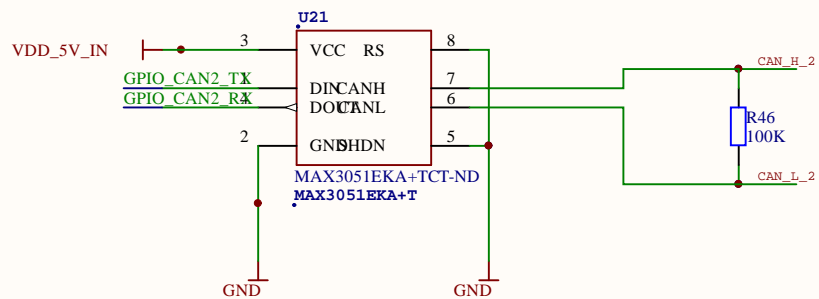 U21
3
VCC
RS
8
VDD_5V_IN
CAN_H_2
GPIO_CAN2_TX
1
DIN
CANH
7
GPIO_CAN2_RX
4
DOUT
CANL
6
R46
100K
2
GND
SHDN
5
MAX3051EKA+TCT-ND
CAN_L_2
MAX3051EKA+T
GND
GND